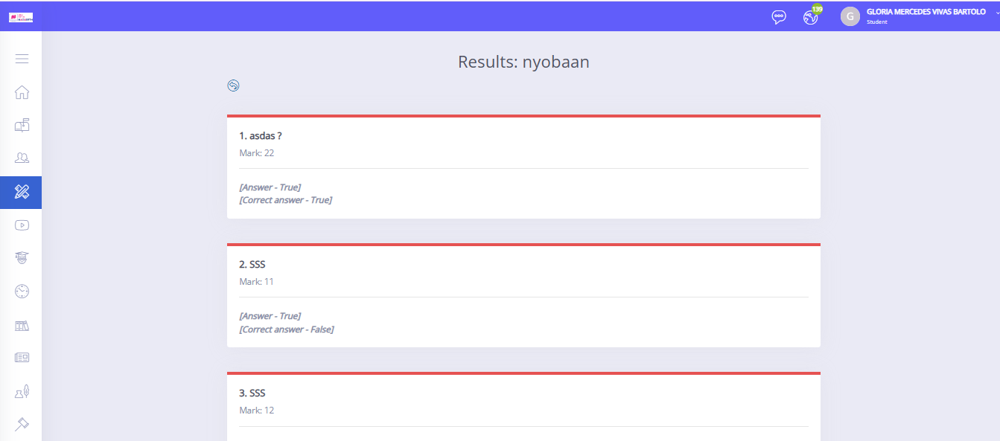 139
G
GLORIA MERCEDES VIVAS BARTOLO
Student
Results: nyobaan
1. asdas ?
Mark: 22
[Answer - True]
[Correct answer - True]
2. SSS
Mark: 11
[Answer - True]
[Correct answer - False]
3. SSS
Mark: 12